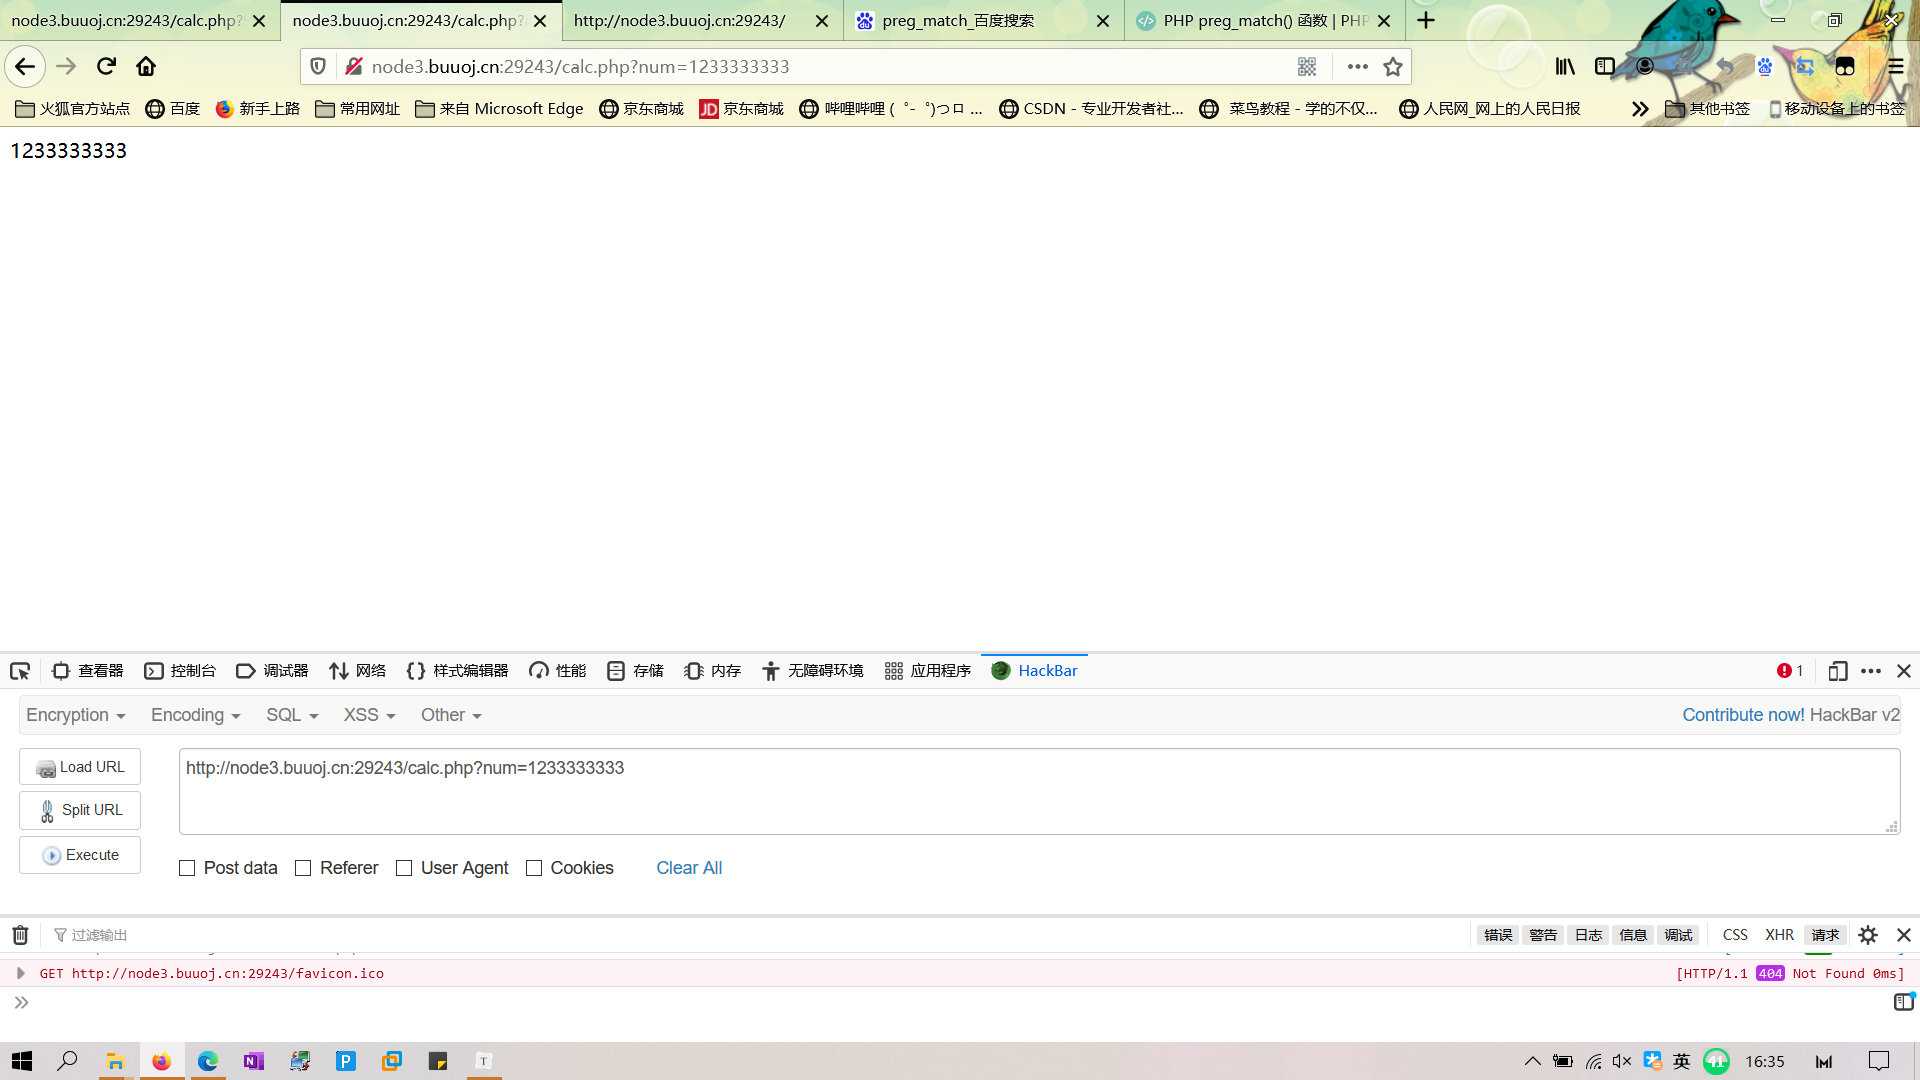 node3.buuoj.cn:29243/calc.php? node3.buuoj.cn:29243/calc.php? http://node3.buuoj.cn:29243/ preg_match_百度搜索 PHP preg_match() 函数 | PHP
node3.buuoj.cn:29243/calc.php?num=1233333333
火狐官方站点 百度 新手上路 常用网址 来自 Microsoft Edge 京东商城 JD 京东商城 哔哩哔哩 ( ゜- ゜)つロ ... CSDN - 专业开发者社... 菜鸟教程 - 学的不仅... 人民网_网上的人民日报 其他书签 移动设备上的书签
1233333333
查看器 控制台 调试器 网络 样式编辑器 性能 存储 内存 无障碍环境 应用程序 HackBar 1
Encryption Encoding SQL XSS Other Contribute now! HackBar v2
Load URL http://node3.buuoj.cn:29243/calc.php?num=1233333333
Split URL
Execute
Post data Referer User Agent Cookies Clear All
过滤输出 错误 警告 日志 信息 调试 CSS XHR 请求
GET http://node3.buuoj.cn:29243/favicon.ico [HTTP/1.1 404 Not Found 0ms]
英 41 16:35